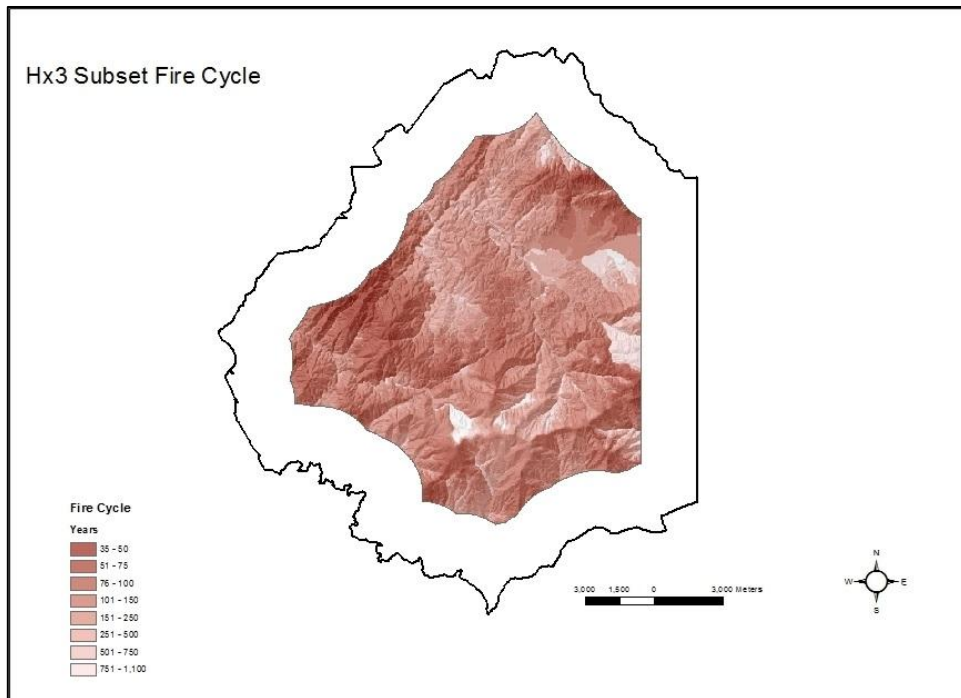 Hx3 Subset Fire Cycle
Fire Cycle
Years
35 - 50
51 - 75
76 - 100
101 - 150
151 - 250
251 - 500
501 - 750
751 - 1,100
3,000 1,500 0 3,000 Meters
N
W E
S